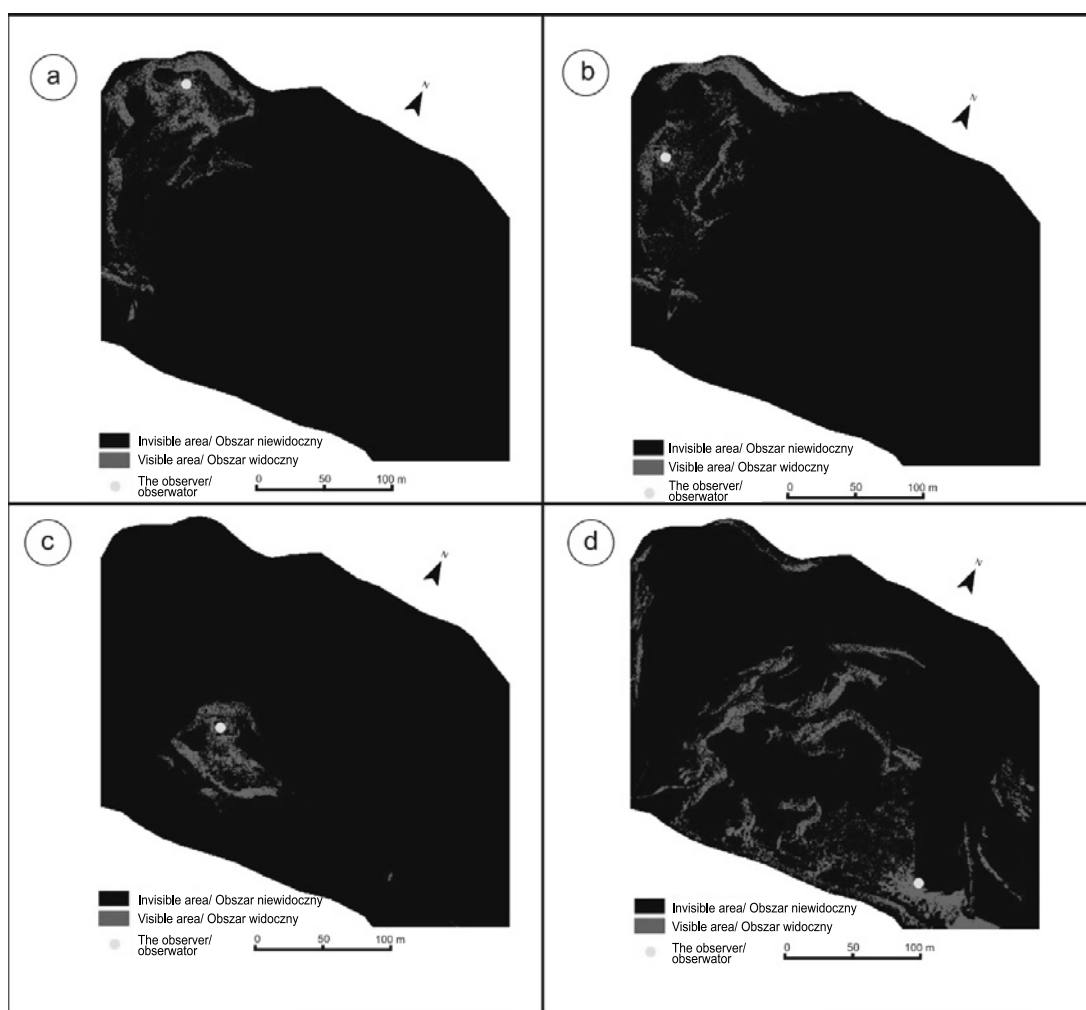 a
N
Invisible area/ Obszar niewidoczny
Visible area/ Obszar widoczny
The observer/
obserwator
0 50 100 m
b
N
Invisible area/ Obszar niewidoczny
Visible area/ Obszar widoczny
The observer/
obserwator
0 50 100 m
c
N
Invisible area/ Obszar niewidoczny
Visible area/ Obszar widoczny
The observer/
obserwator
0 50 100 m
d
N
Invisible area/ Obszar niewidoczny
Visible area/ Obszar widoczny
The observer/
obserwator
0 50 100 m